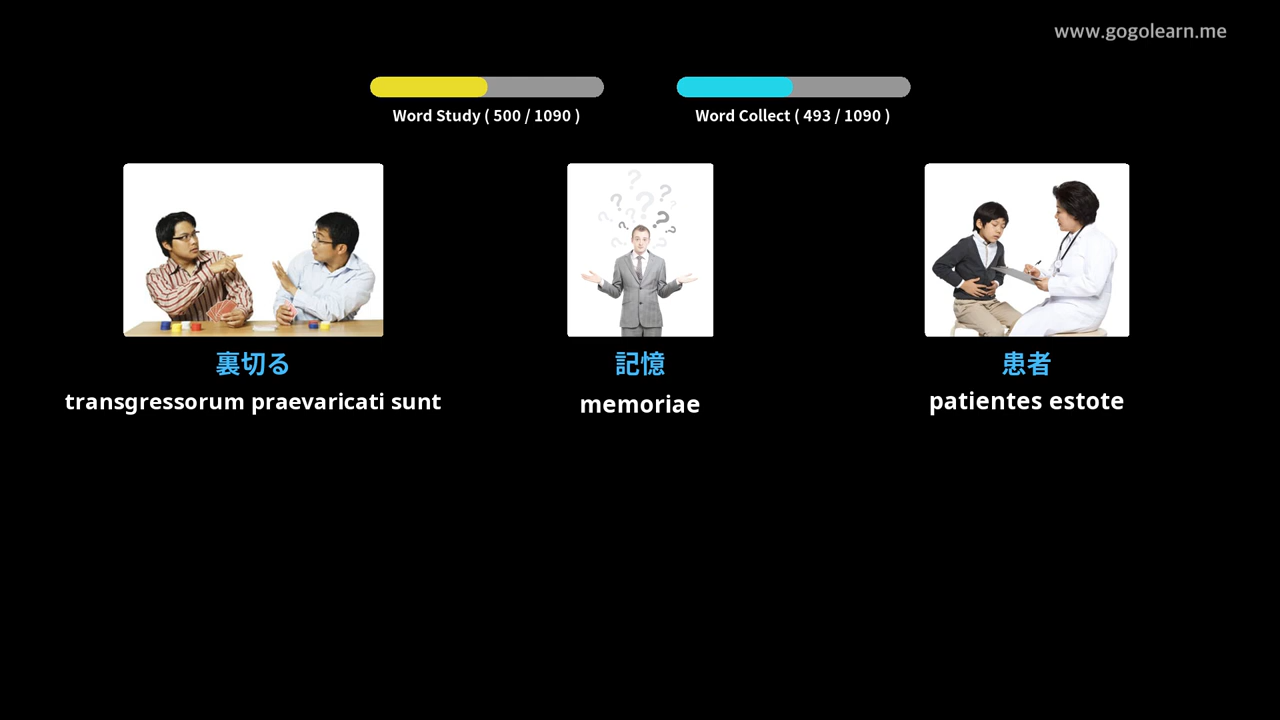 www.gogolearn.me
Word Study ( 500 / 1090 )
Word Collect ( 493 / 1090 )
裏切る
transgressorum praevaricati sunt
記憶
memoriae
患者
patientes estote